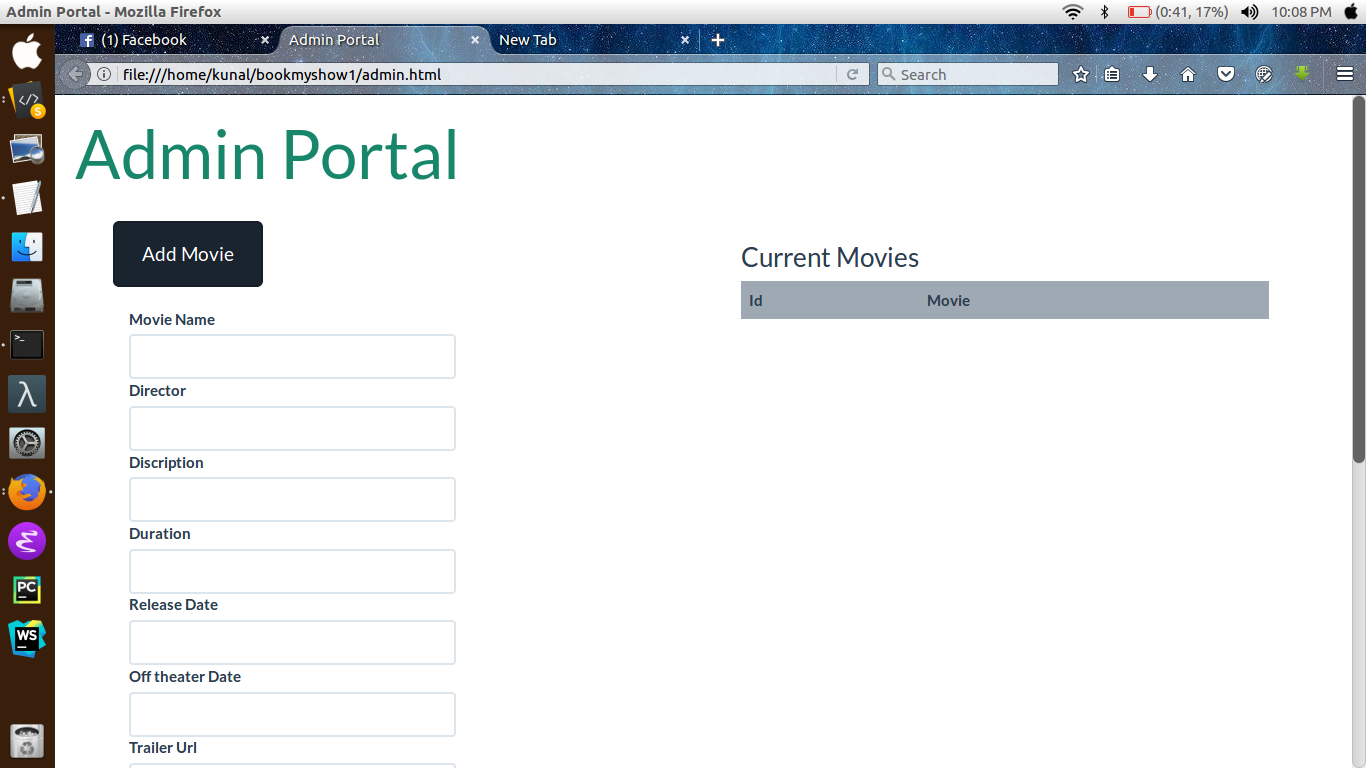 Admin Portal - Mozilla Firefox
(0:41, 17%) 10:08 PM
(1) Facebook
Admin Portal
New Tab
file:///home/kunal/bookmyshow1/admin.html
Search
Admin Portal
Add Movie
Movie Name
Director
Discription
Duration
Release Date
Off theater Date
Trailer Url
Current Movies
Id Movie
</>
S
>_
λ
PC
WS